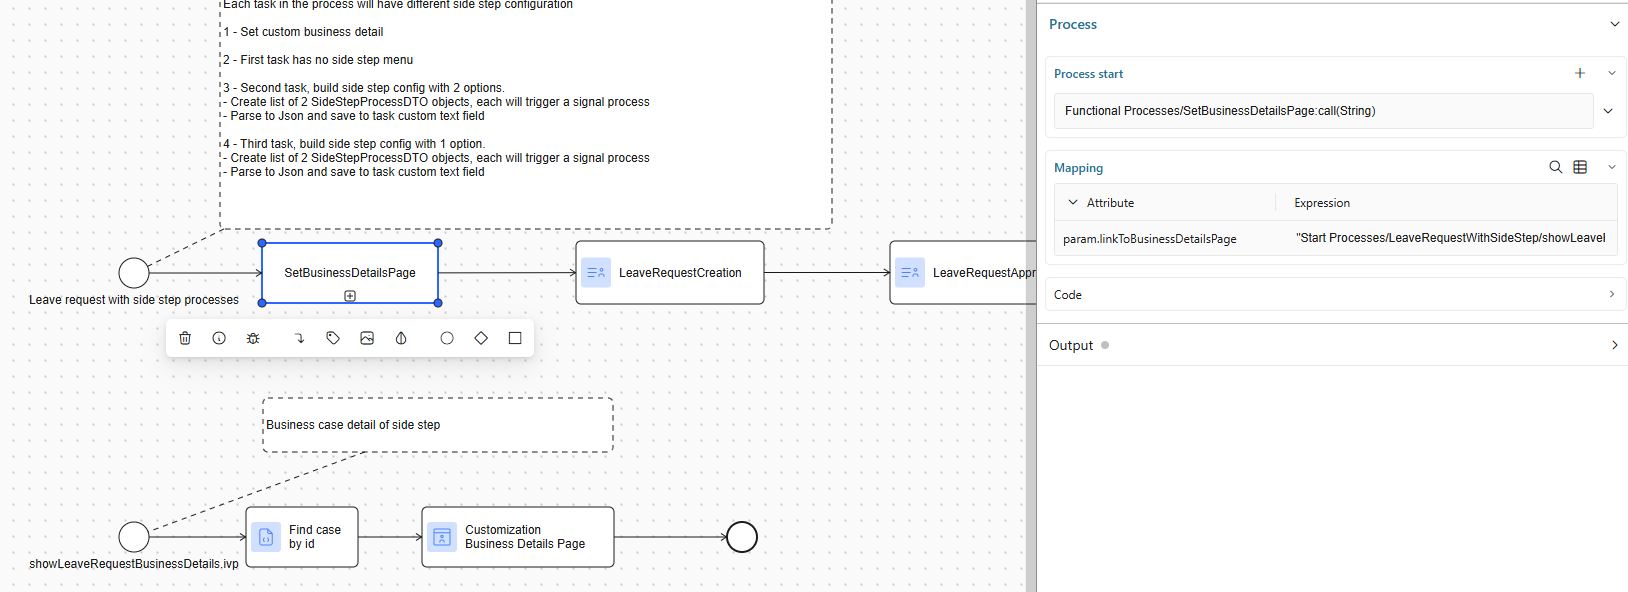 Each task in the process will have different side step configuration
1 - Set custom business detail
2 - First task has no side step menu
3 - Second task, build side step config with 2 options.
- Create list of 2 SideStepProcessDTO objects, each will trigger a signal process
- Parse to Json and save to task custom text field
4 - Third task, build side step config with 1 option.
- Create list of 2 SideStepProcessDTO objects, each will trigger a signal process
- Parse to Json and save to task custom text field
SetBusinessDetailsPage
LeaveRequestCreation
LeaveRequestAppr
Leave request with side step processes
Business case detail of side step
Find case
by id
Customization
Business Details Page
showLeaveRequestBusinessDetails.ivp
Process
Process start
Functional Processes/SetBusinessDetailsPage:call(String)
Mapping
Attribute
Expression
param.linkToBusinessDetailsPage
"Start Processes/LeaveRequestWithSideStep/showLeaveI
Code
Output